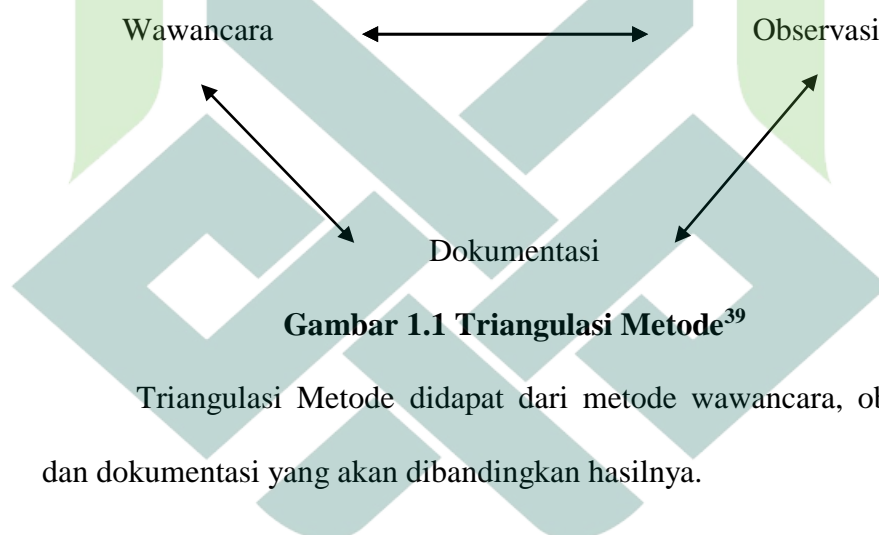 Wawancara Observasi
Dokumentasi
Gambar 1.1 Triangulasi Metode39
Triangulasi Metode didapat dari metode wawancara, ob
dan dokumentasi yang akan dibandingkan hasilnya.